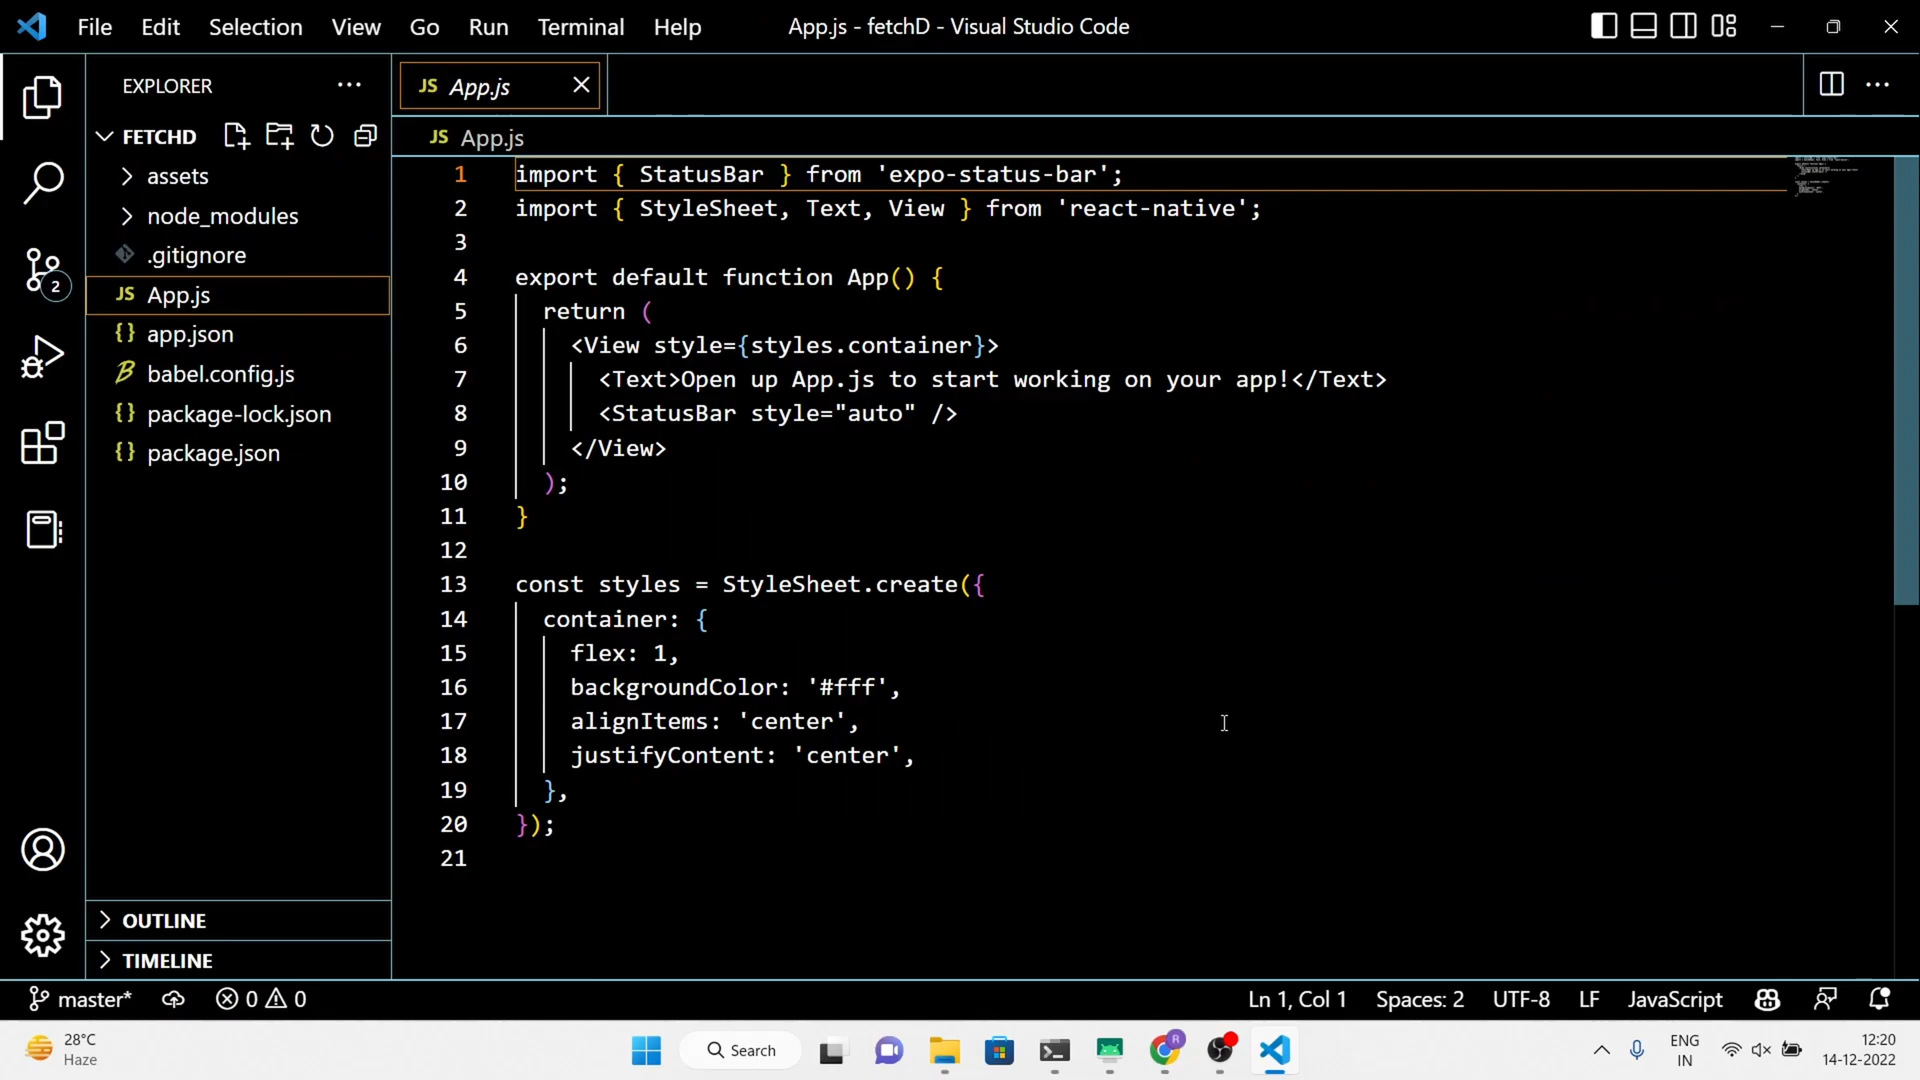 File Edit Selection View Go Run Terminal Help App.js - fetchD - Visual Studio Code
EXPLORER
FETCHD
assets
node_modules
.gitignore
JS App.js
{} app.json
babel.config.js
{} package-lock.json
{} package.json
OUTLINE
TIMELINE
2
JS App.js
JS App.js
1 import { StatusBar } from 'expo-status-bar';
2 import { StyleSheet, Text, View } from 'react-native';
3
4 export default function App() {
5 return (
6 <View style={styles.container}>
7 <Text>Open up App.js to start working on your app!</Text>
8 <StatusBar style="auto" />
9 </View>
10 );
11 }
12
13 const styles = StyleSheet.create({
14 container: {
15 flex: 1,
16 backgroundColor: '#fff',
17 alignItems: 'center',
18 justifyContent: 'center',
19 },
20 });
21
master* 0 0 Ln 1, Col 1 Spaces: 2 UTF-8 LF JavaScript
28°C
Haze
Search
R
ENG
IN
12:20
14-12-2022